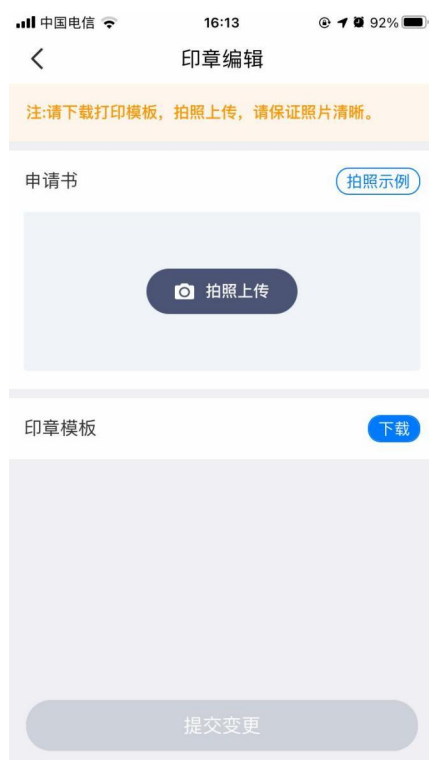 中国电信 16:13 92%
印章编辑
注:请下载打印模板，拍照上传，请保证照片清晰。
申请书 拍照示例
拍照上传
印章模板 下载
提交变更